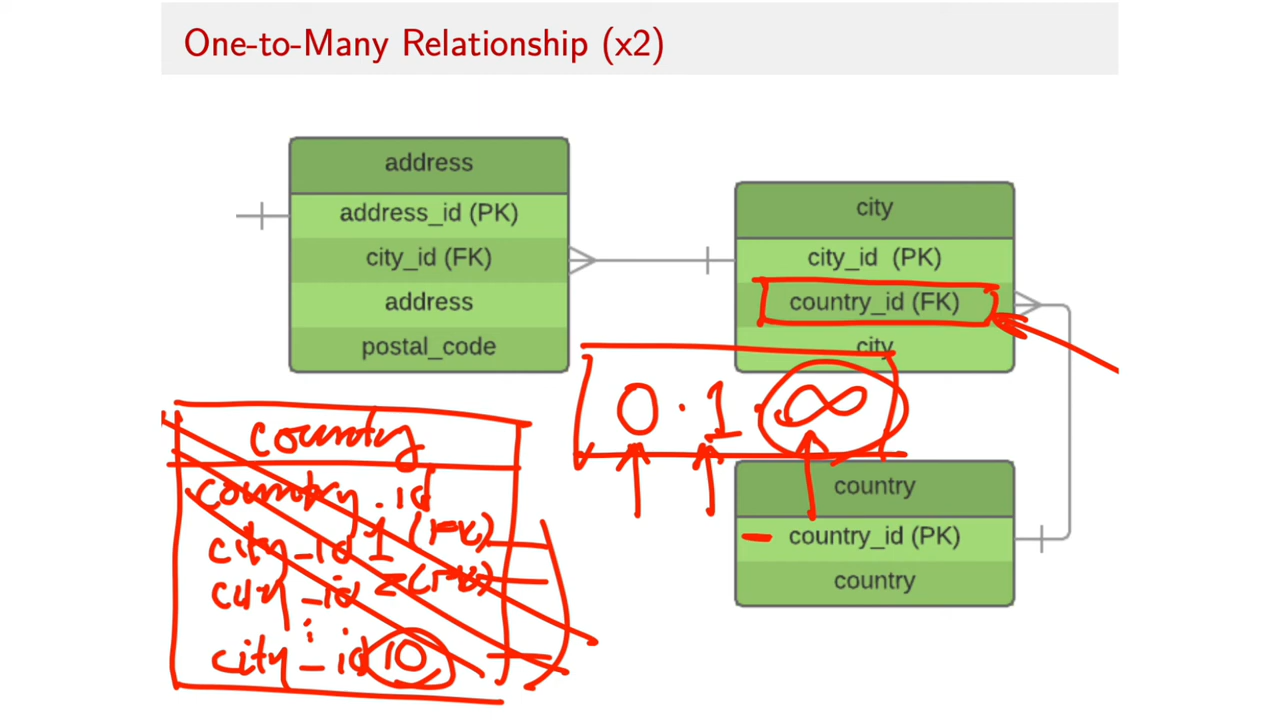 One-to-Many Relationship (x2)
address
address_id (PK)
city_id (FK)
address
postal_code
city
city_id (PK)
country_id (FK)
city
0 . 1 . ∞
country
country_id (PK)
country
country
country_id
city_id 1 (FK)
city_id 2 (FK)
city_id 10